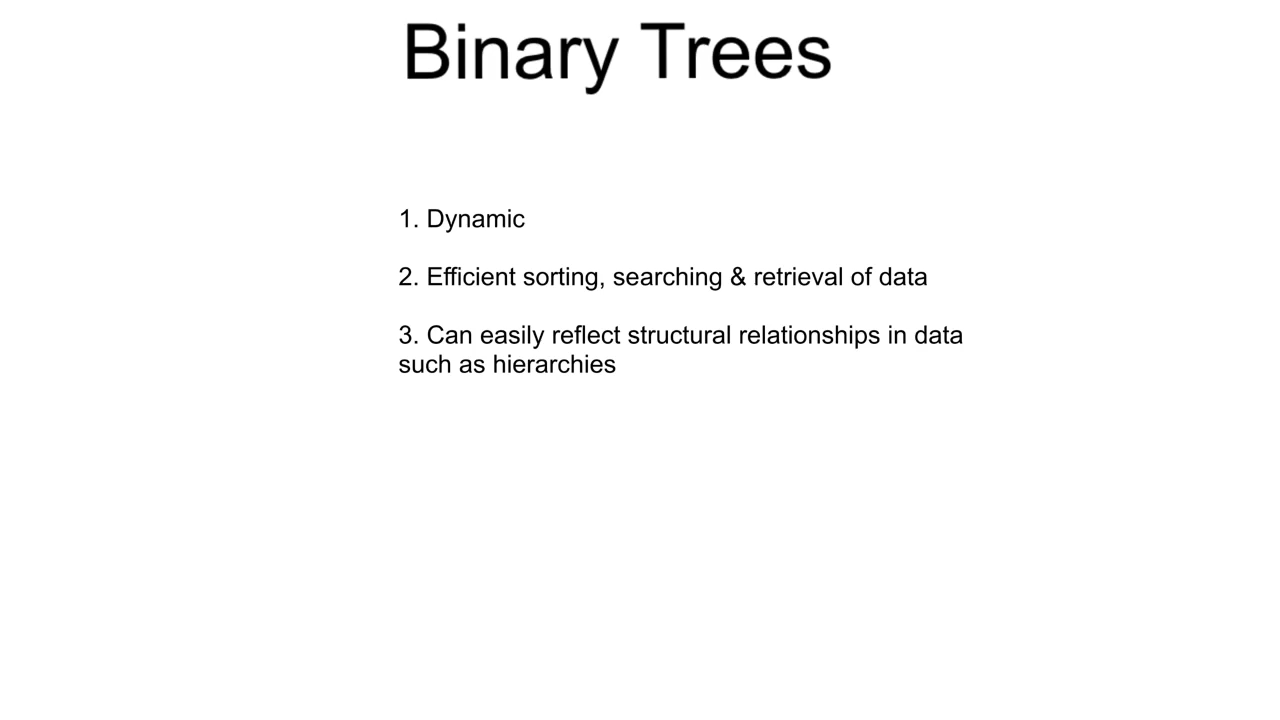 Binary Trees
1. Dynamic
2. Efficient sorting, searching & retrieval of data
3. Can easily reflect structural relationships in data
such as hierarchies